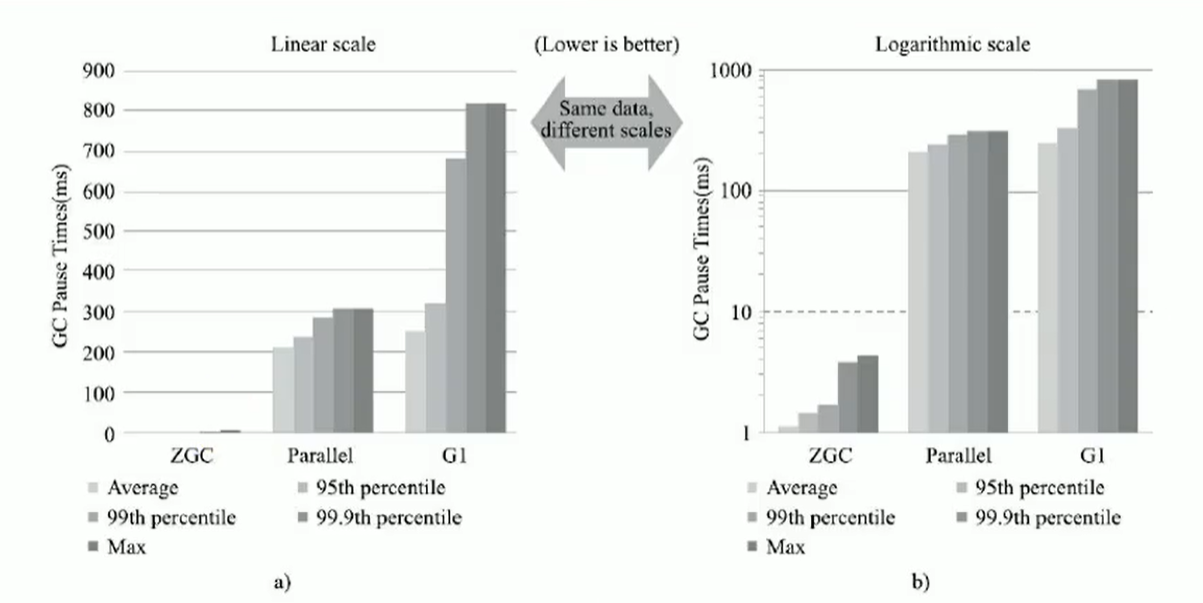 Linear scale
(Lower is better)
Logarithmic scale
Same data,
different scales
GC Pause Times(ms)
900
800
700
600
500
400
300
200
100
0
ZGC
Parallel
G1
Average
95th percentile
99th percentile
99.9th percentile
Max
a)
GC Pause Times(ms)
1000
100
10
1
ZGC
Parallel
G1
Average
95th percentile
99th percentile
99.9th percentile
Max
b)